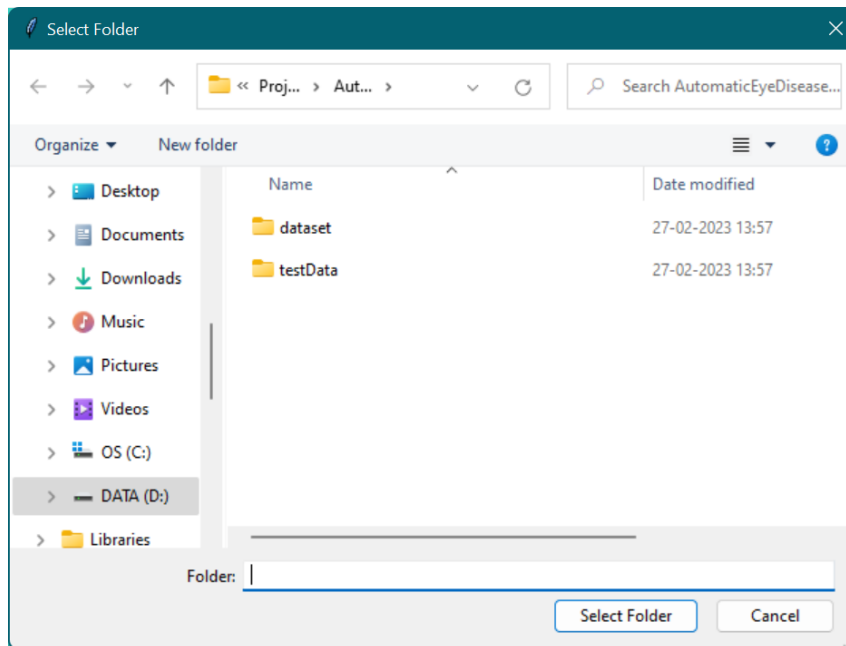 Select Folder
« Proj... › Aut... ›
Search AutomaticEyeDisease...
Organize New folder
?
Name Date modified
Desktop
Documents
Downloads
Music
Pictures
Videos
OS (C:)
DATA (D:)
Libraries
dataset 27-02-2023 13:57
testData 27-02-2023 13:57
Folder:
Select Folder Cancel